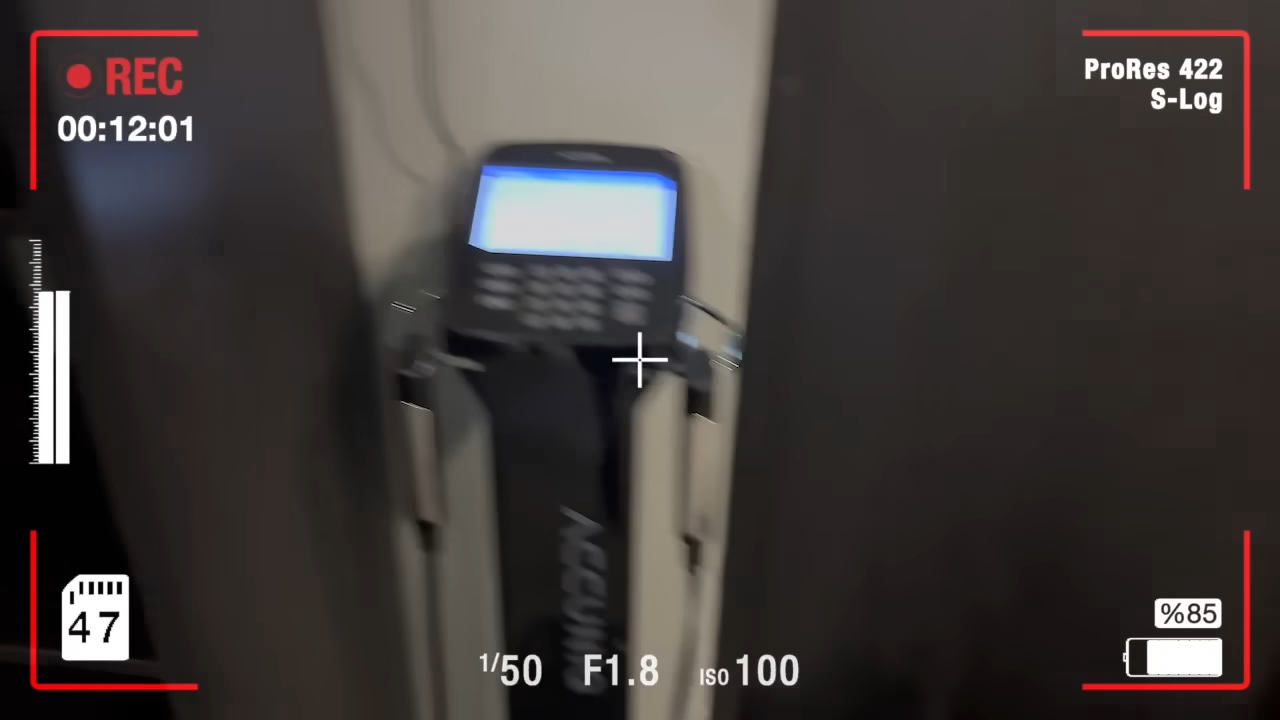 REC
00:12:01
ProRes 422
S-Log
47
%85
1/50 F1.8 ISO 100